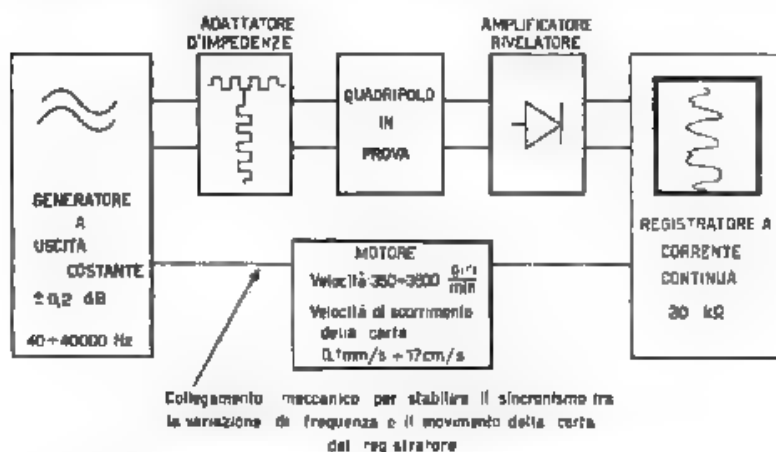 ADATTATORE
D'IMPEDENZE
AMPLIFICATORE
RIVELATORE
QUADRIPOLO
IN
PROVA
GENERATORE
A
USCITA
COSTANTE
±0,2 dB
40÷40000 Hz
MOTORE
Velocità: 350÷3600 giri/min
Velocità di scorrimento
della carta
0,1mm/s ÷ 17cm/s
REGISTRATORE A
CORRENTE
CONTINUA
20 kΩ
Collegamento meccanico per stabilire il sincronismo tra
la variazione di frequenza e il movimento della carta
del registratore